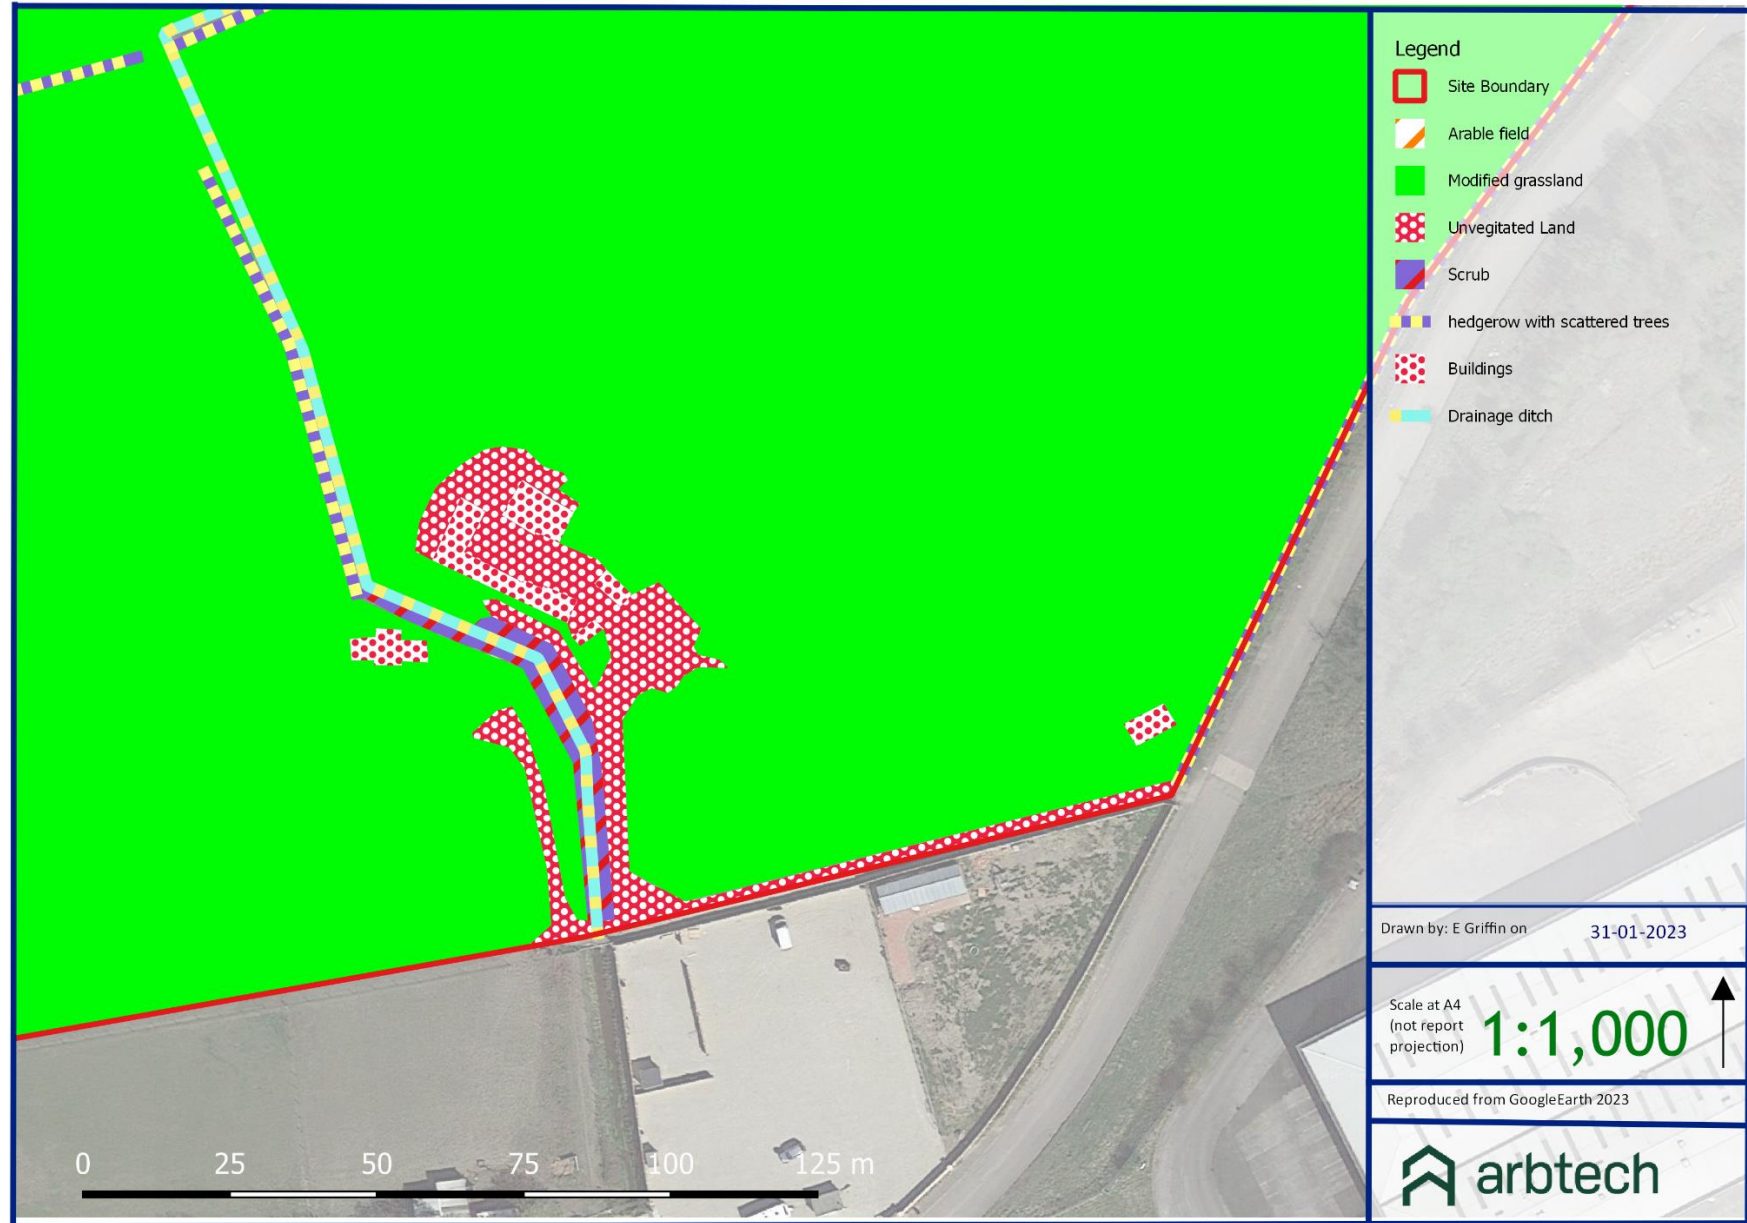 Legend
Site Boundary
Arable field
Modified grassland
Unvegitated Land
Scrub
hedgerow with scattered trees
Buildings
Drainage ditch
Drawn by: E Griffin on 31-01-2023
Scale at A4
(not report
projection)
1:1,000
Reproduced from GoogleEarth 2023
arbtech
0 25 50 75 100 125 m